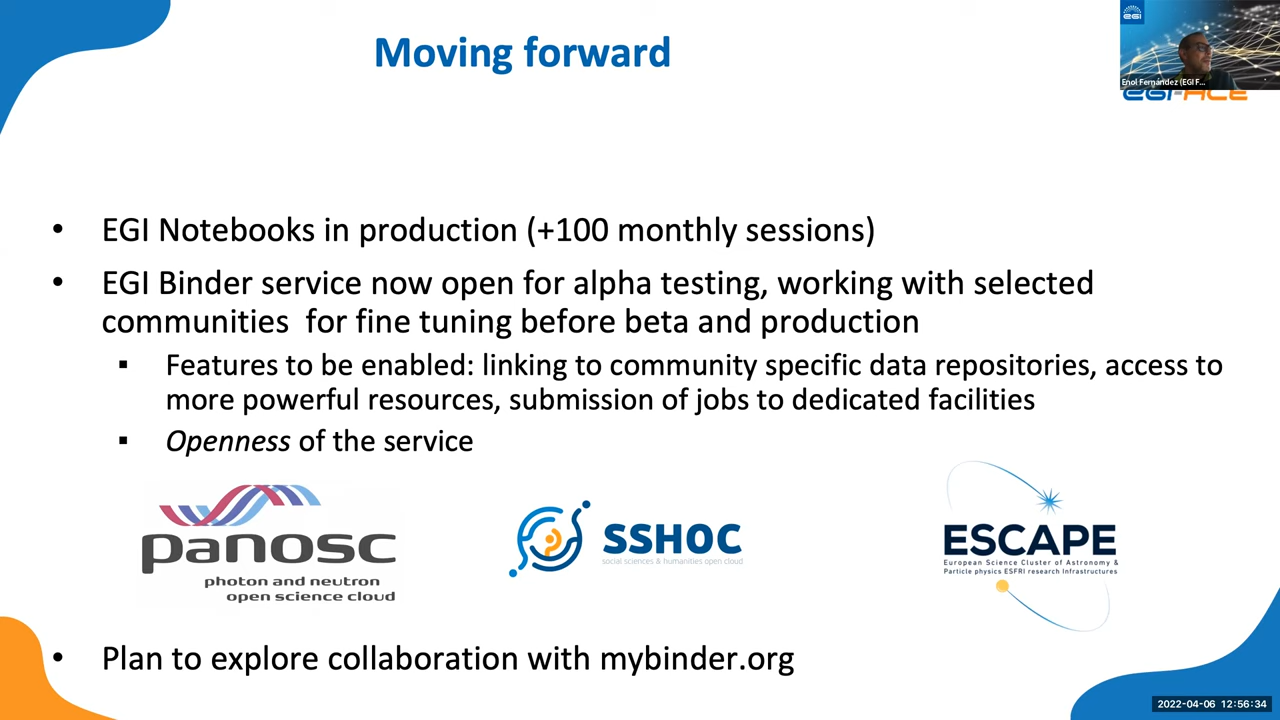 Moving forward
EGI
Enol Fernández (EGI F...
EGI-ACE
• EGI Notebooks in production (+100 monthly sessions)
• EGI Binder service now open for alpha testing, working with selected
communities for fine tuning before beta and production
▪ Features to be enabled: linking to community specific data repositories, access to
more powerful resources, submission of jobs to dedicated facilities
▪ Openness of the service
panosc
photon and neutron
open science cloud
SSHOC
social sciences & humanities open cloud
ESCAPE
European Science Cluster of Astronomy &
Particle physics ESFRI research Infrastructures
• Plan to explore collaboration with mybinder.org
2022-04-06 12:56:34